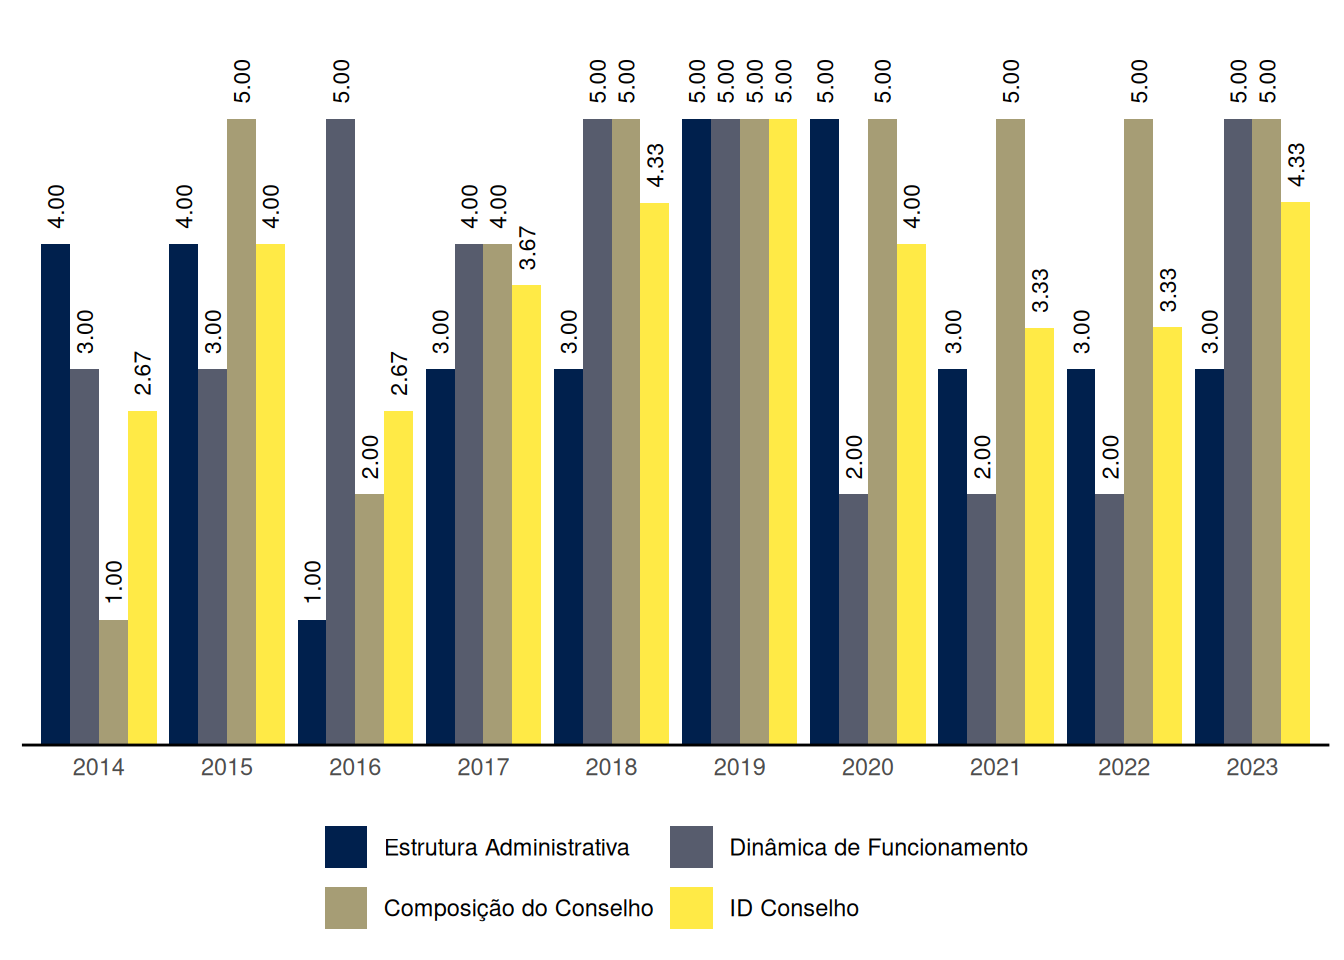 4.00 3.00 1.00 2.67
4.00 3.00 5.00 4.00
1.00 5.00 2.00 2.67
3.00 4.00 4.00 3.67
3.00 5.00 5.00 4.33
5.00 5.00 5.00 5.00
5.00 2.00 5.00 4.00
3.00 2.00 5.00 3.33
3.00 2.00 5.00 3.33
3.00 5.00 5.00 4.33
2014 2015 2016 2017 2018 2019 2020 2021 2022 2023
Estrutura Administrativa Dinâmica de Funcionamento
Composição do Conselho ID Conselho